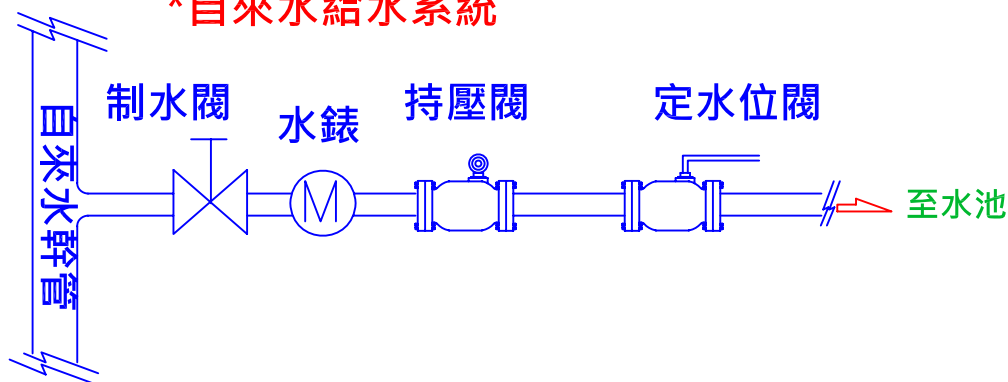 *自來水給水系統
制水閥
水錶
持壓閥
定水位閥
自來水幹管
M
至水池